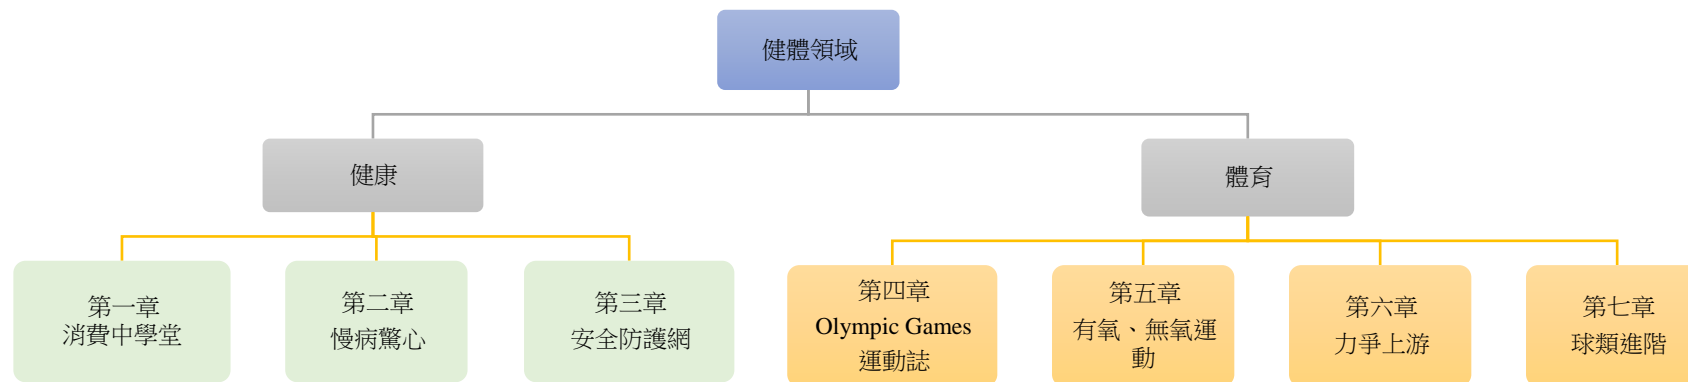 健體領域
健康
體育
第一章
消費中學堂
第二章
慢病驚心
第三章
安全防護網
第四章
Olympic Games
運動誌
第五章
有氧、無氧運
動
第六章
力爭上游
第七章
球類進階